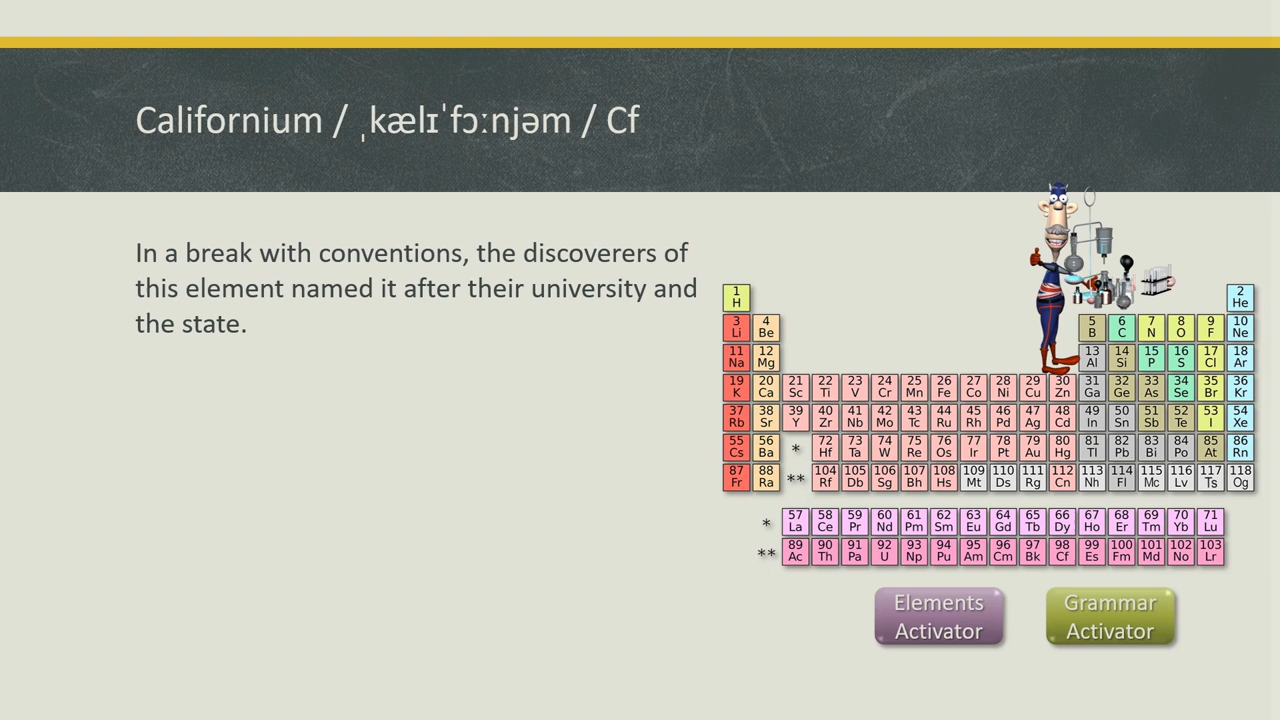 Californium / ˌkælɪˈfɔːnjəm / Cf
In a break with conventions, the discoverers of
this element named it after their university and
the state.
1 2
H He
3 4 5 6 7 8 9 10
Li Be B C N O F Ne
11 12 13 14 15 16 17 18
Na Mg Al Si P S Cl Ar
19 20 21 22 23 24 25 26 27 28 29 30 31 32 33 34 35 36
K Ca Sc Ti V Cr Mn Fe Co Ni Cu Zn Ga Ge As Se Br Kr
37 38 39 40 41 42 43 44 45 46 47 48 49 50 51 52 53 54
Rb Sr Y Zr Nb Mo Tc Ru Rh Pd Ag Cd In Sn Sb Te I Xe
55 56 * 72 73 74 75 76 77 78 79 80 81 82 83 84 85 86
Cs Ba Hf Ta W Re Os Ir Pt Au Hg Tl Pb Bi Po At Rn
87 88 ** 104 105 106 107 108 109 110 111 112 113 114 115 116 117 118
Fr Ra Rf Db Sg Bh Hs Mt Ds Rg Cn Nh Fl Mc Lv Ts Og
* 57 58 59 60 61 62 63 64 65 66 67 68 69 70 71
La Ce Pr Nd Pm Sm Eu Gd Tb Dy Ho Er Tm Yb Lu
** 89 90 91 92 93 94 95 96 97 98 99 100 101 102 103
Ac Th Pa U Np Pu Am Cm Bk Cf Es Fm Md No Lr
Elements
Activator
Grammar
Activator